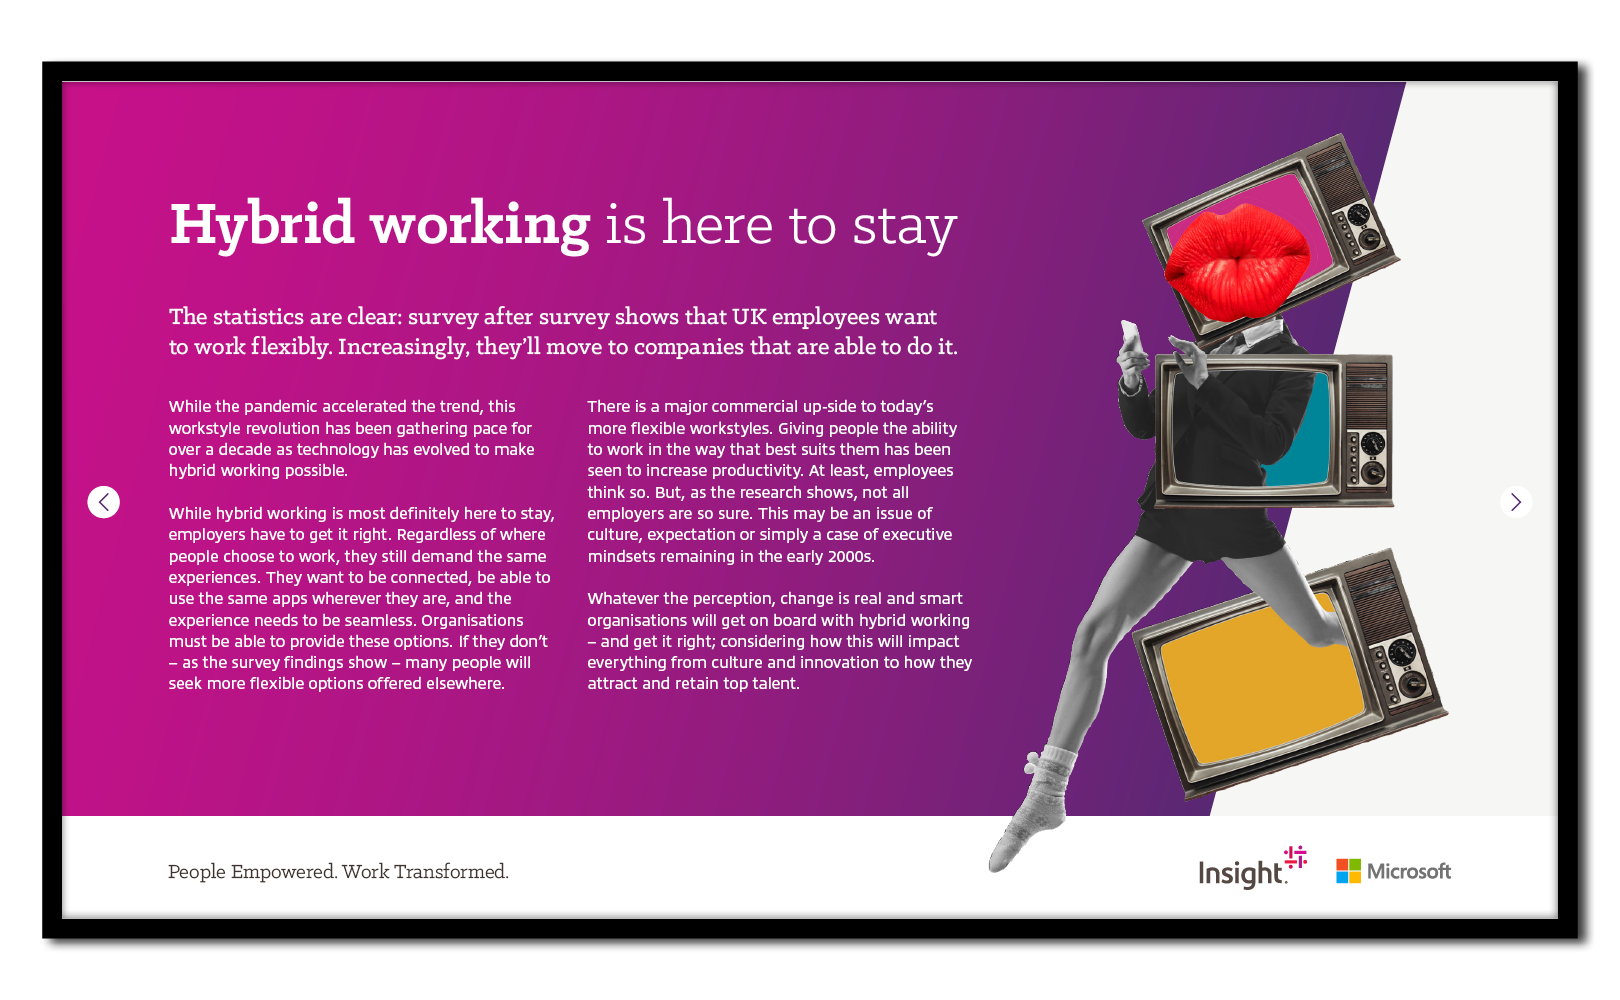 Hybrid working is here to stay
The statistics are clear: survey after survey shows that UK employees want
to work flexibly. Increasingly, they’ll move to companies that are able to do it.
While the pandemic accelerated the trend, this
workstyle revolution has been gathering pace for
over a decade as technology has evolved to make
hybrid working possible.
While hybrid working is most definitely here to stay,
employers have to get it right. Regardless of where
people choose to work, they still demand the same
experiences. They want to be connected, be able to
use the same apps wherever they are, and the
experience needs to be seamless. Organisations
must be able to provide these options. If they don’t
– as the survey findings show – many people will
seek more flexible options offered elsewhere.
There is a major commercial up-side to today’s
more flexible workstyles. Giving people the ability
to work in the way that best suits them has been
seen to increase productivity. At least, employees
think so. But, as the research shows, not all
employers are so sure. This may be an issue of
culture, expectation or simply a case of executive
mindsets remaining in the early 2000s.
Whatever the perception, change is real and smart
organisations will get on board with hybrid working
– and get it right; considering how this will impact
everything from culture and innovation to how they
attract and retain top talent.
People Empowered. Work Transformed.
Insight.
Microsoft